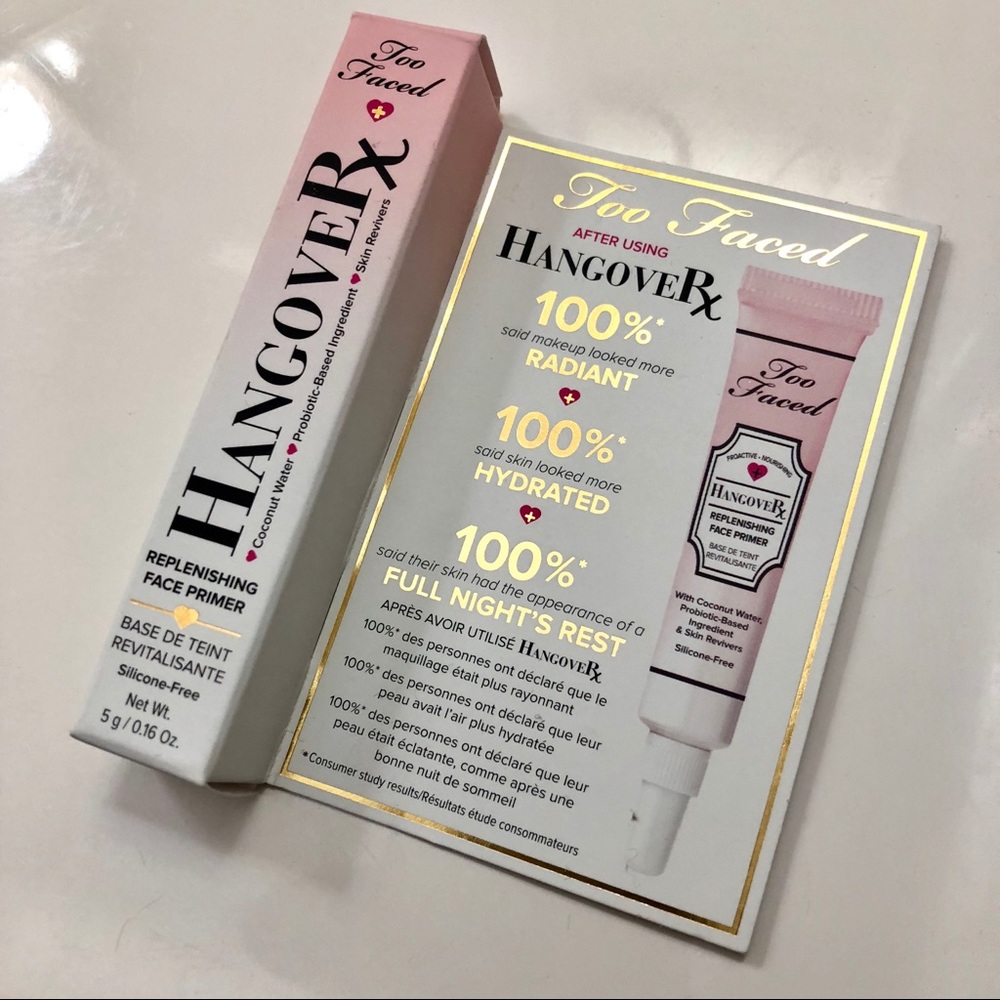 Too
Faced
HANGOVERx
Coconut Water ♥ Probiotic-Based Ingredient ♥ Skin Revivers
REPLENISHING
FACE PRIMER
BASE DE TEINT
REVITALISANTE
Silicone-Free
Net Wt.
5 g / 0.16 Oz.
Too Faced
AFTER USING
HANGOVERx
100%*
said makeup looked more
RADIANT
100%*
said skin looked more
HYDRATED
100%*
said their skin had the appearance of a
FULL NIGHT'S REST
APRÈS AVOIR UTILISÉ HANGOVERx
100%* des personnes ont déclaré que le
maquillage était plus rayonnant
100%* des personnes ont déclaré que leur
peau avait l'air plus hydratée
100%* des personnes ont déclaré que leur
peau était éclatante, comme après une
bonne nuit de sommeil
*Consumer study results/Résultats étude consommateurs
Too
Faced
PROACTIVE • NOURISHING
HANGOVERx
REPLENISHING
FACE PRIMER
BASE DE TEINT
REVITALISANTE
With Coconut Water,
Probiotic-Based
Ingredient
& Skin Revivers
Silicone-Free